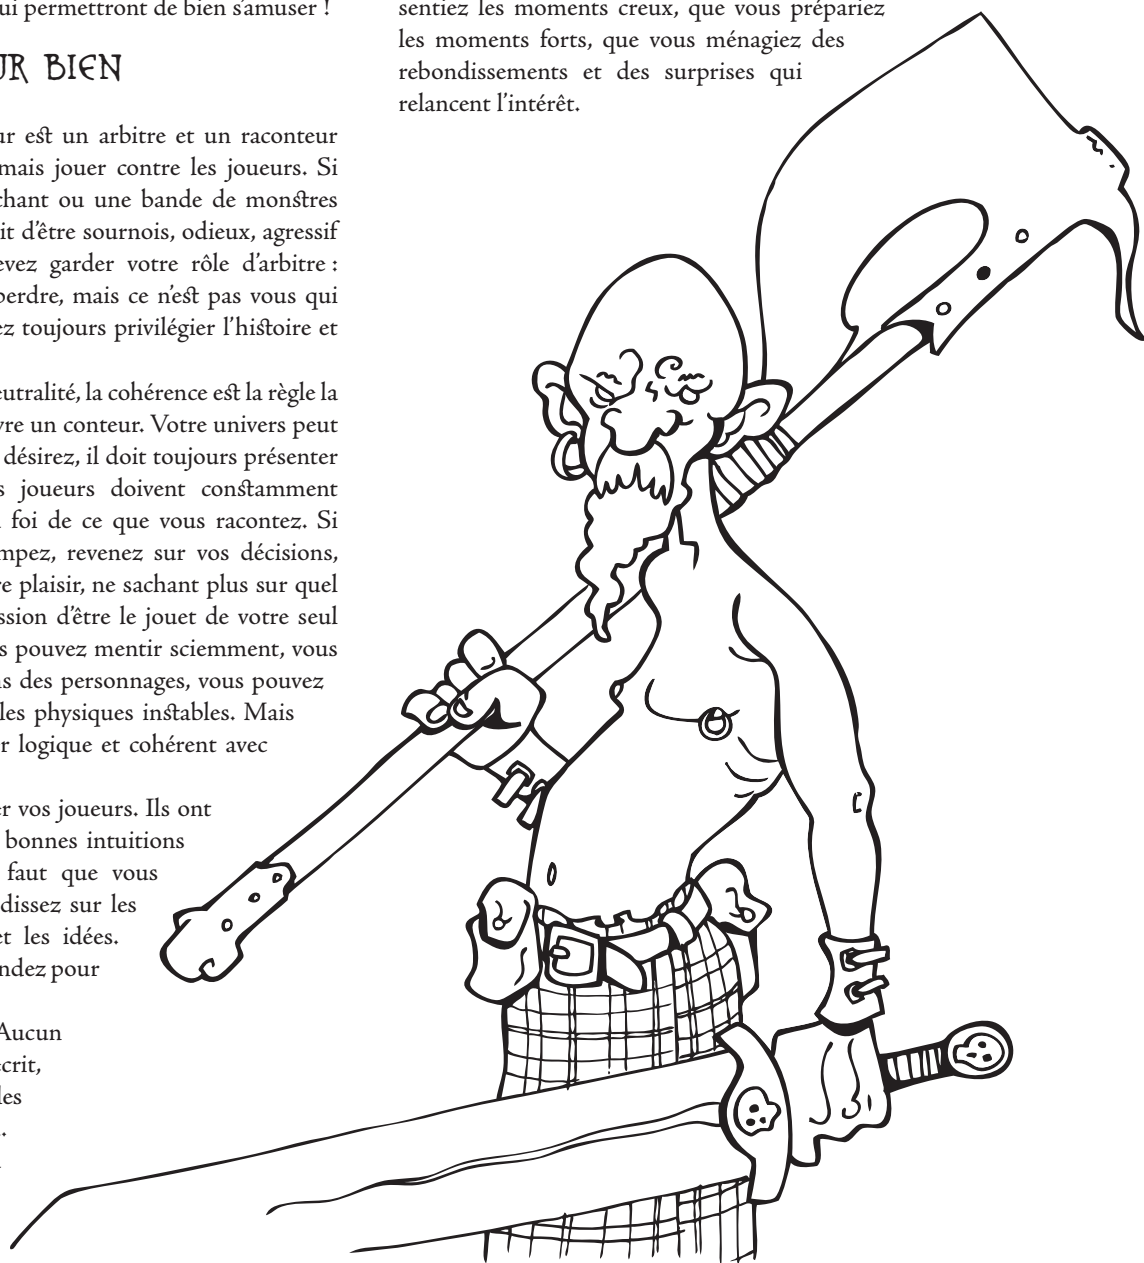 qui permettront de bien s'amuser !
UR BIEN
ur est un arbitre et un raconteur
mais jouer contre les joueurs. Si
chant ou une bande de monstres
it d'être sournois, odieux, agressif
evez garder votre rôle d'arbitre :
perdre, mais ce n'est pas vous qui
ez toujours privilégier l'histoire et
eutralité, la cohérence est la règle la
vre un conteur. Votre univers peut
désirez, il doit toujours présenter
s joueurs doivent constamment
foi de ce que vous racontez. Si
mpez, revenez sur vos décisions,
re plaisir, ne sachant plus sur quel
ssion d'être le jouet de votre seul
s pouvez mentir sciemment, vous
ns des personnages, vous pouvez
les physiques instables. Mais
r logique et cohérent avec
er vos joueurs. Ils ont
bonnes intuitions
faut que vous
dissez sur les
et les idées.
ndez pour
Aucun
écrit,
les
sentiez les moments creux, que vous prépariez
les moments forts, que vous ménagiez des
rebondissements et des surprises qui
relancent l'intérêt.